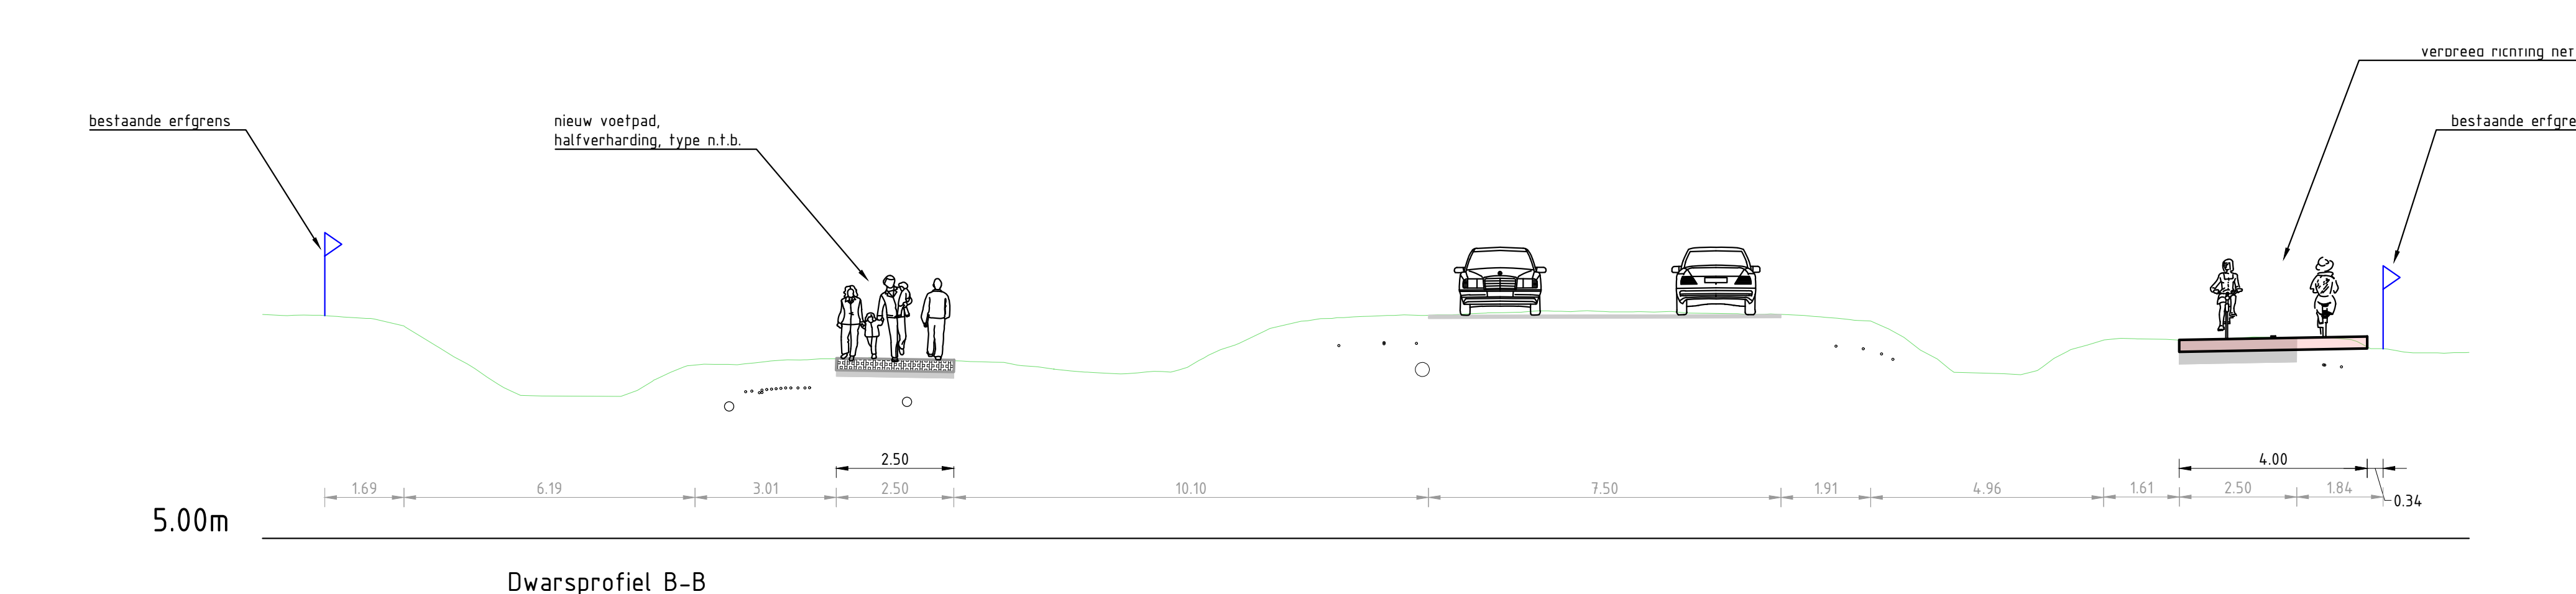 verbreed richting het
bestaande erfgrens
nieuw voetpad,
halfverharding, type n.t.b.
bestaande erfgre
2.50
4.00
1.69
6.19
3.01
2.50
10.10
7.50
1.91
4.96
1.61
2.50
1.84
0.34
5.00m
Dwarsprofiel B-B